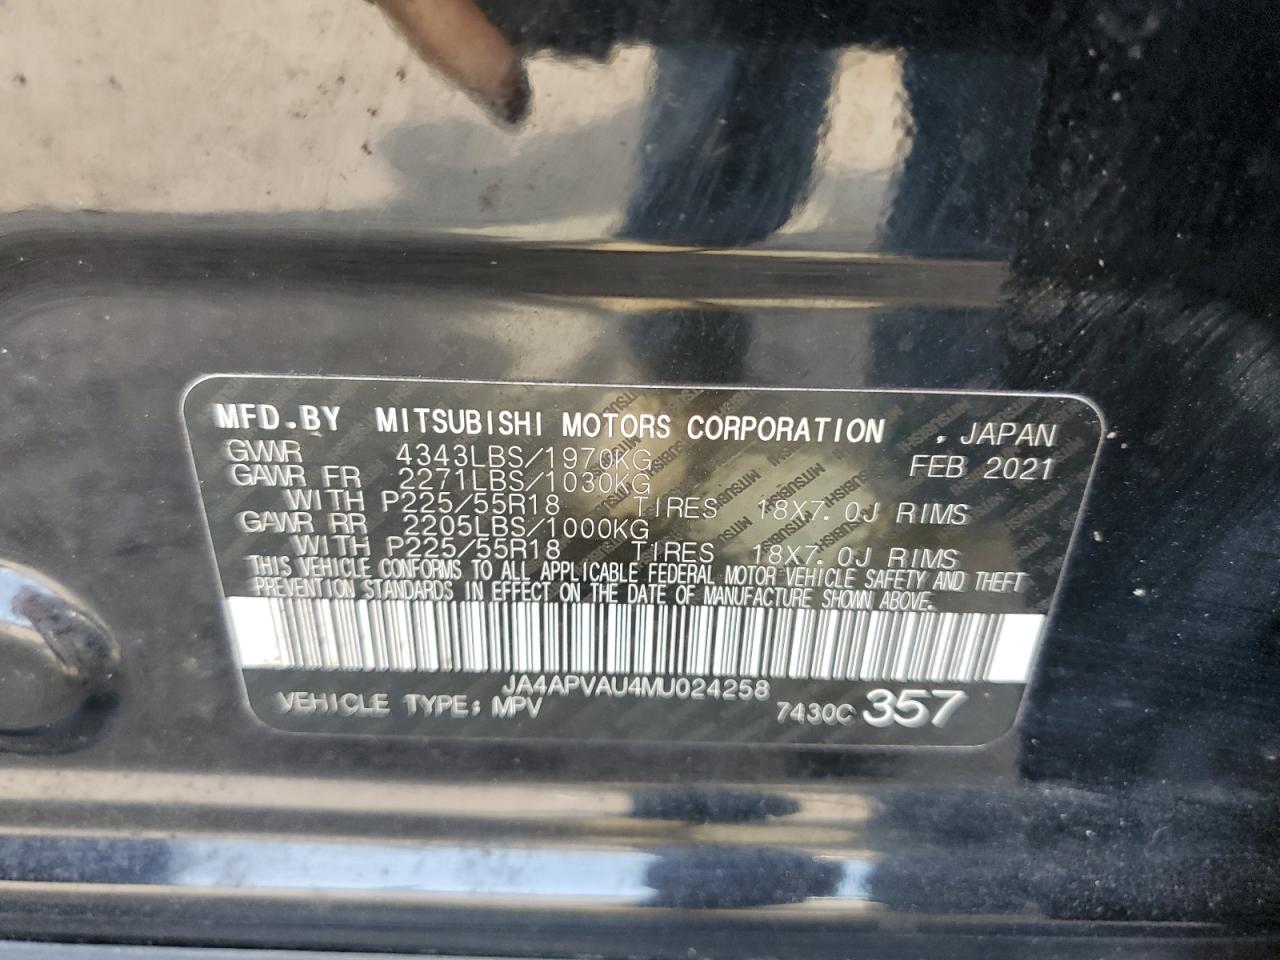 MFD.BY MITSUBISHI MOTORS CORPORATION , JAPAN
GVWR 4343LBS/1970KG FEB 2021
GAWR FR 2271LBS/1030KG
WITH P225/55R18 TIRES 18X7.0J RIMS
GAWR RR 2205LBS/1000KG
WITH P225/55R18 TIRES 18X7.0J RIMS
THIS VEHICLE CONFORMS TO ALL APPLICABLE FEDERAL MOTOR VEHICLE SAFETY AND THEFT
PREVENTION STANDARDS IN EFFECT ON THE DATE OF MANUFACTURE SHOWN ABOVE.
JA4APVAU4MU024258
VEHICLE TYPE: MPV 7430C 357